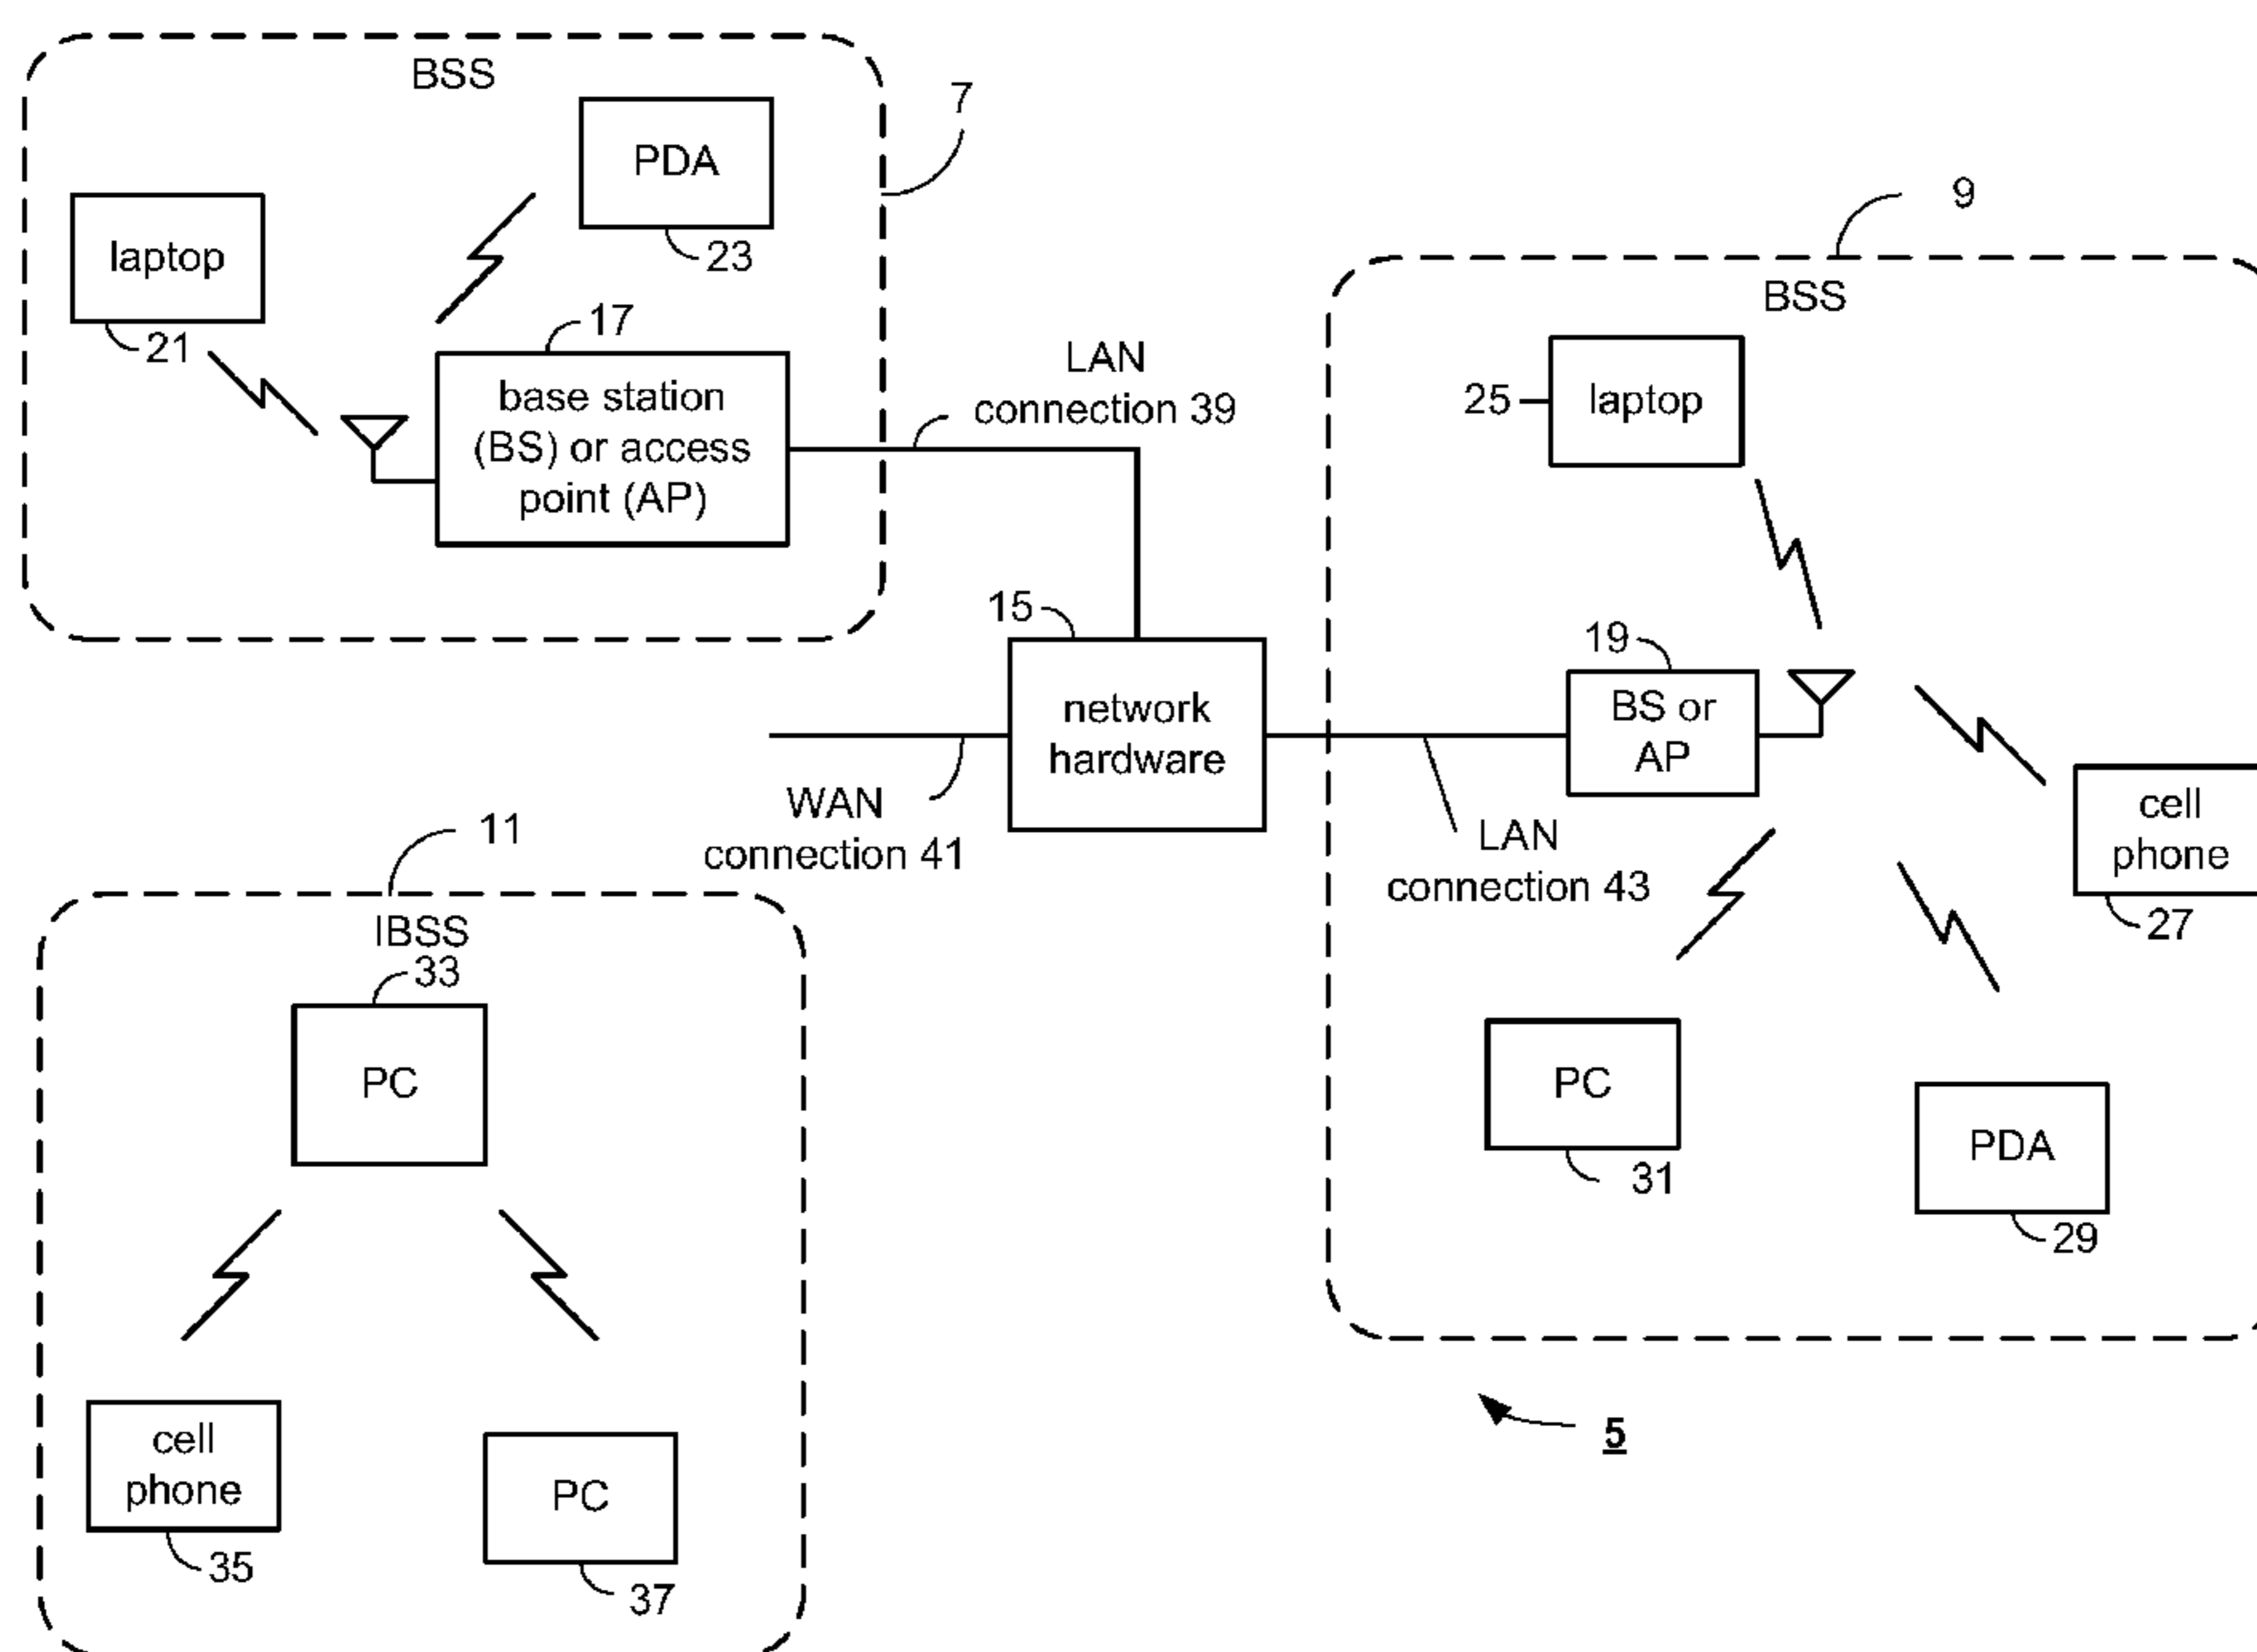 BSS
7
PDA
23
laptop
21
17
base station
(BS) or access
point (AP)
LAN
connection 39
9
BSS
25
laptop
15
network
hardware
19
BS or
AP
WAN
connection 41
LAN
connection 43
cell
phone
27
PC
31
PDA
29
5
11
IBSS
33
PC
cell
phone
35
PC
37